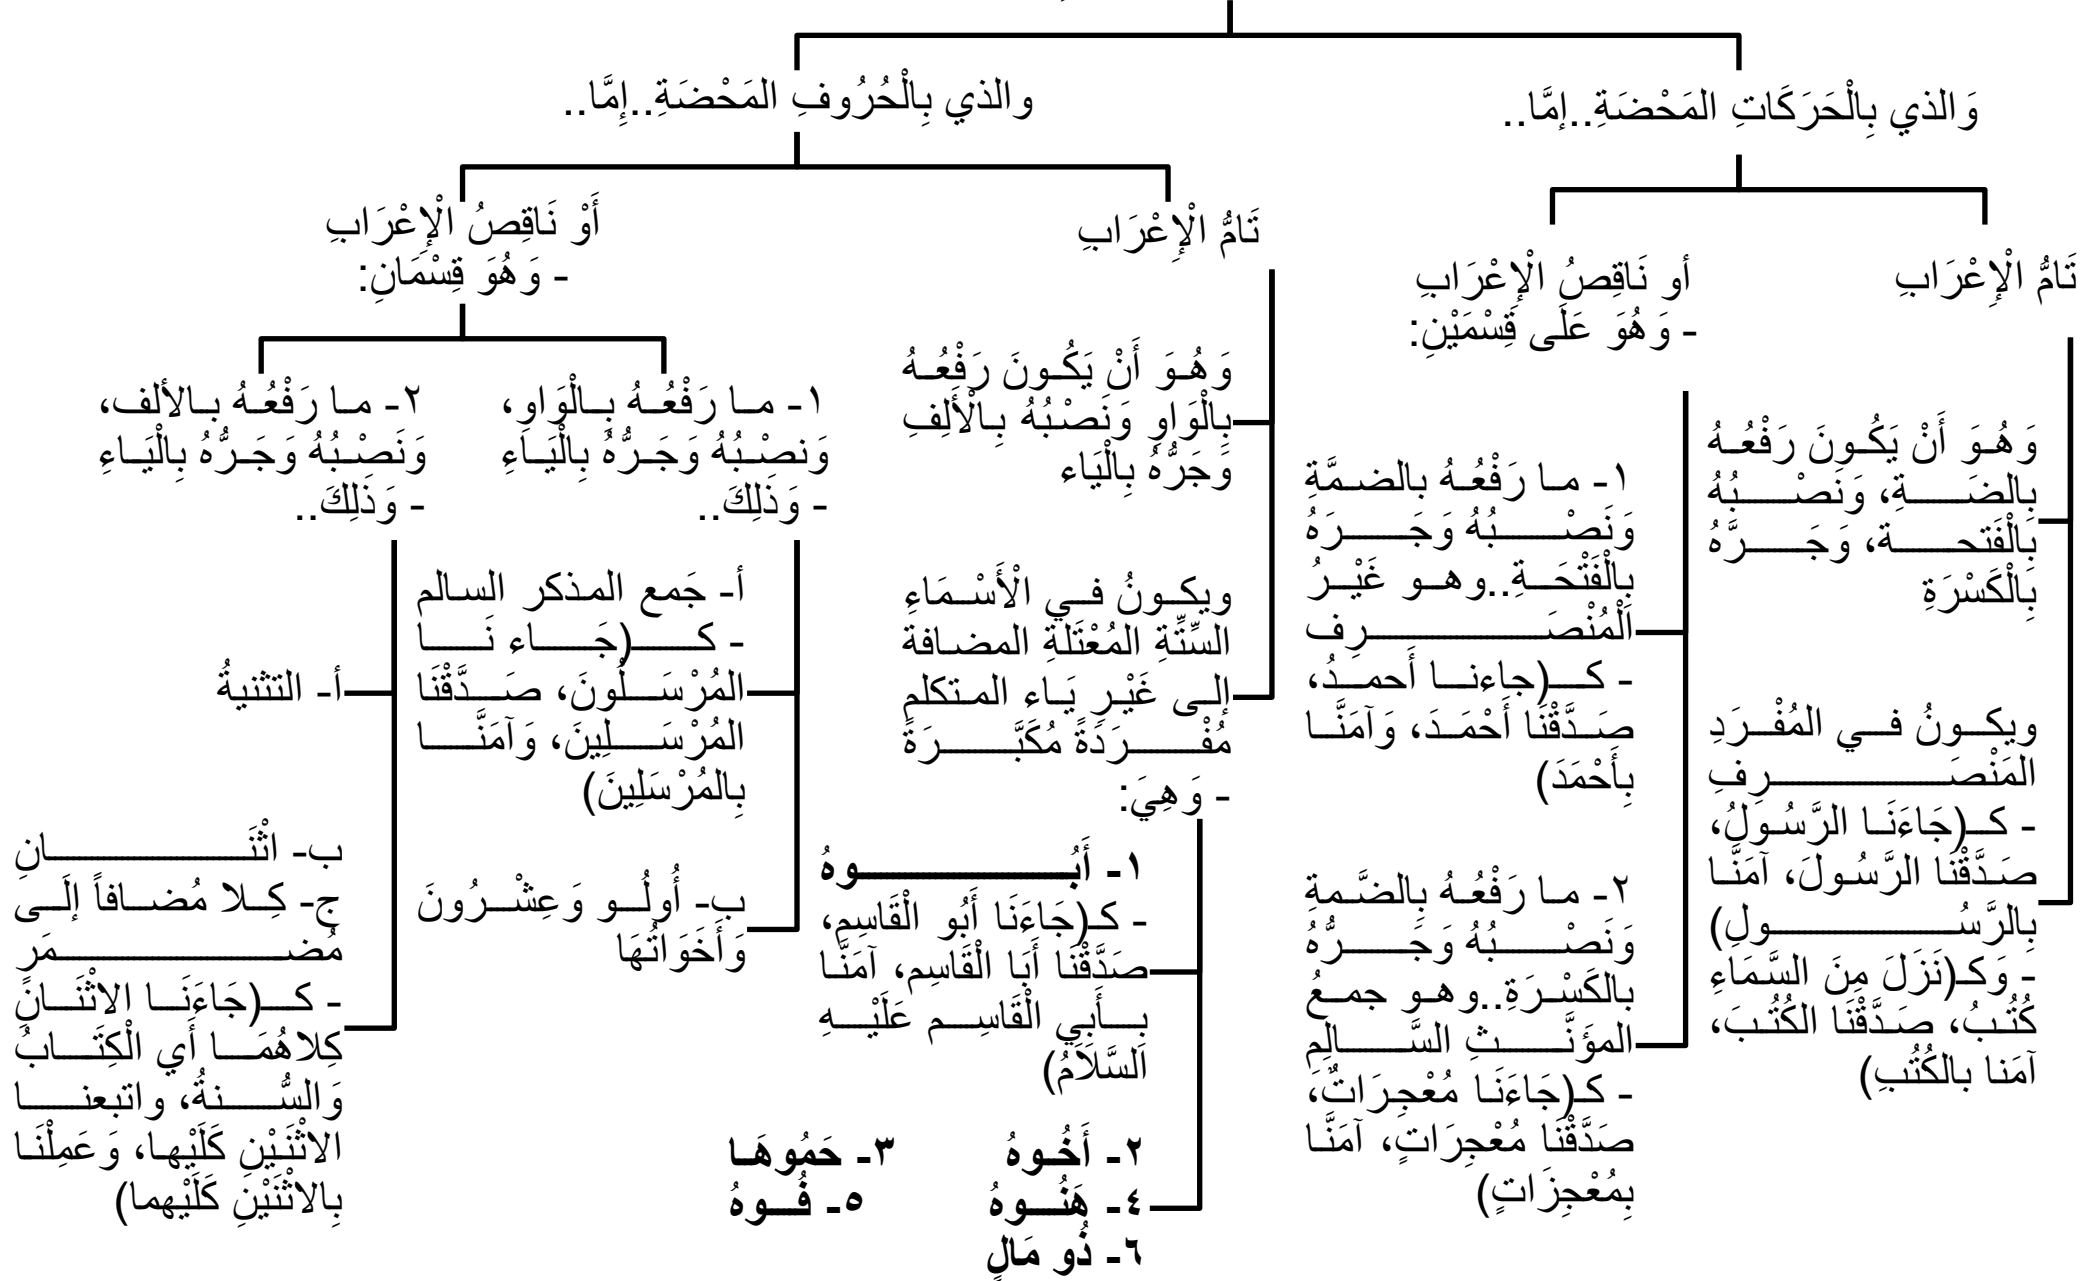 وَالذي بِالْحَرَكَاتِ المَحْضَةِ..إمَّا..
تَامُّ الْإِعْرَابِ
وَهُوَ أَنْ يَكُونَ رَفْعُهُ
بِالضَمَةِ، وَنَصْبُهُ
بِالْفَتحة، وَجَرَّهُ
بِالْكَسْرَةِ
ويكونُ في المُفْرَدِ
المَنْصَرِفِ
- كـ(جَاءَنَا الرَّسُولُ،
صَدَّقْنَا الرَّسُولَ، آمَنَّا
بِالرَّسُولِ)
- وَكـ(نَزَلَ مِنَ السَّمَاءِ
كُتُبُ، صَدَّقْنَا الكُتُبَ،
آمَنا بالكُتُبِ)
أو نَاقِصُ الْإِعْرَابِ
- وَهُوَ عَلَى قِسْمَيْنِ:
١- ما رَفْعُهُ بالضمَّةِ
وَنَصْبُهُ وَجَرَهُ
بِالْفَتْحَةِ..وهو غَيْرُ
الْمُنْصَرِف
- كـ(جاءنا أَحمدُ،
صَدَّقْنَا أَحْمَدَ، وَآمَنَّا
بِأَحْمَدَ)
٢- ما رَفْعُهُ بِالضَّمةِ
وَنَصْبُهُ وَجَرُّهُ
بالكَسْرَةِ..وهو جمعُ
المؤَنَّثِ السَّالِمِ
- كـ(جَاءَنَا مُعْجِرَاتٌ،
صَدَّقْنَا مُعْجِرَاتٍ، آمَنَّا
بِمُعْجِزَاتٍ)
والذي بِالْحُرُوفِ المَحْضَةِ..إِمَّا..
تَامُّ الْإِعْرَابِ
وَهُوَ أَنْ يَكُونَ رَفْعُهُ
بِالْوَاوِ وَنَصْبُهُ بِالْأَلِفِ
وَجَرُّهُ بِالْيَاء
ويكونُ في الْأَسْمَاءِ
السِّتِّةِ المُعْتَلةِ المضافة
إلى غَيْرِ يَاء المتكلم
مُفْرَدَةً مُكَبَّرَةً
- وَهِيَ:
١- أَبُوهُ
- كـ(جَاءَنَا أَبُو الْقَاسِمِ،
صَدَّقْنَا أَبَا الْقَاسِمِ، آمَنَّا
بِأَبِي الْقَاسِمِ عَلَيْهِ
السَّلَامُ)
٢- أَخُوهُ ٣- حَمُوهَا
٤- هَنُوهُ ٥- فُوهُ
٦- ذُو مَالٍ
أَوْ نَاقِصُ الْإِعْرَابِ
- وَهُوَ قِسْمَانِ:
١- ما رَفْعُهُ بِالْوَاوِ،
وَنصْبُهُ وَجَرُّهُ بِالْيَاءِ
- وَذَلِكَ..
أ- جَمع المذكر السالم
- كـ(جَاء نَا
المُرْسَلُونَ، صَدَّقْنَا
المُرْسَلِينَ، وَآمَنَّا
بِالمُرْسَلِينَ)
ب- أُولُو وَعِشْرُونَ
وَأَخَوَاتُهَا
٢- ما رَفْعُهُ بالألف،
وَنَصْبُهُ وَجَرُّهُ بِالْيَاءِ
- وَذَلِكَ..
أ- التثنيةُ
ب- اثْنَانِ
ج- كِلا مُضافاً إلَى
مُضمَرٍ
- كـ(جَاءَنَا الاثْنَانِ
كِلاهُمَا أَي الْكِتَابُ
وَالسُّنةُ، واتبعنا
الاثْنَيْنِ كَلَيْها، وَعَمِلْنَا
بِالاثْنَيْنِ كَلَيْهما)